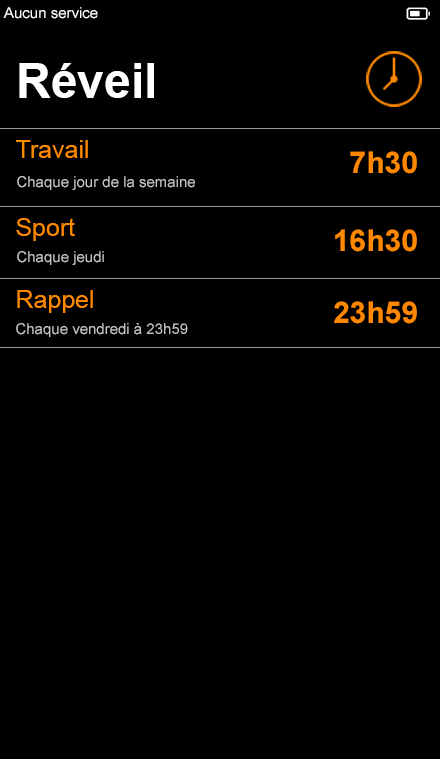 Aucun service
Réveil
Travail
7h30
Chaque jour de la semaine
Sport
16h30
Chaque jeudi
Rappel
23h59
Chaque vendredi à 23h59